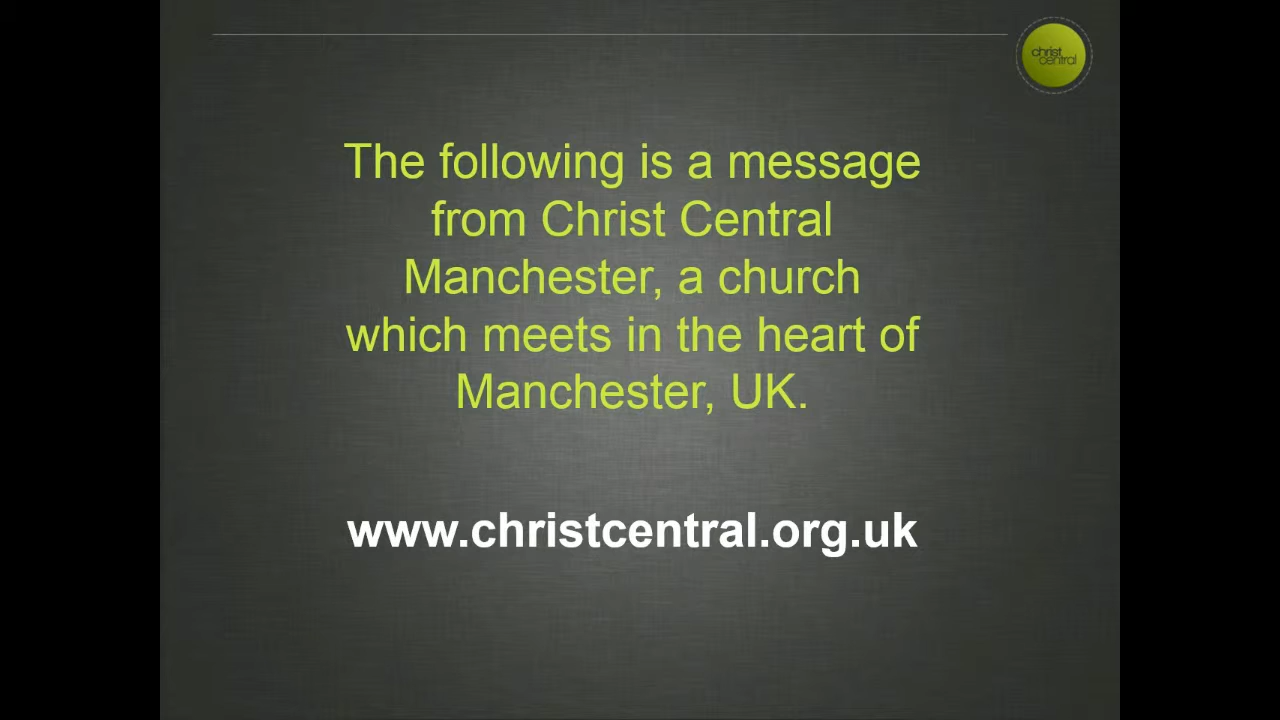 christ
central
The following is a message
from Christ Central
Manchester, a church
which meets in the heart of
Manchester, UK.
www.christcentral.org.uk